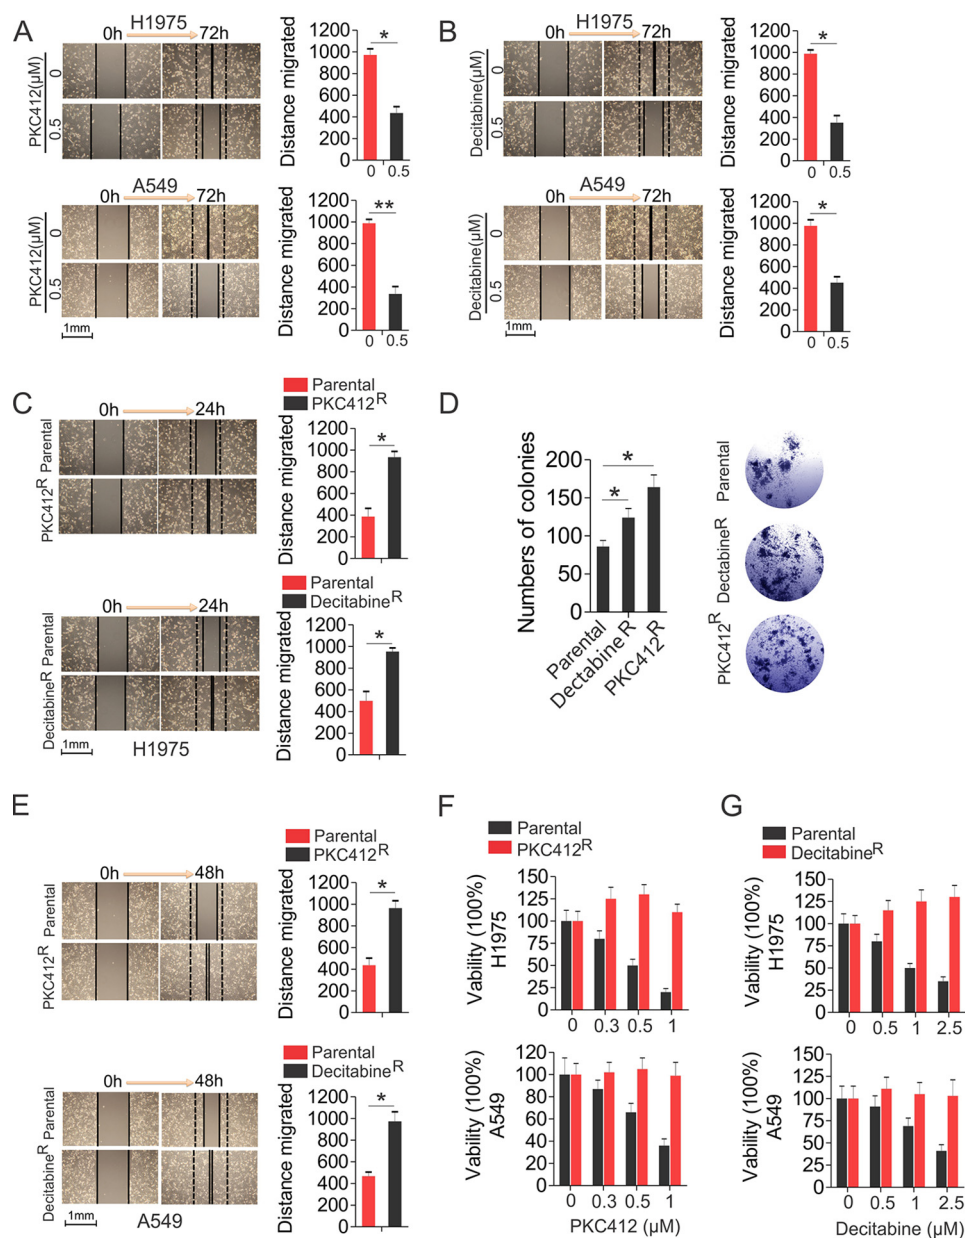 A
H1975
0h
72h
PKC412(μM)
0
0.5
Distance migrated
1000
800
600
400
200
0
*
0
0.5
A549
0h
72h
PKC412(μM)
0
0.5
1mm
Distance migrated
1000
800
600
400
200
0
**
0
0.5
B
H1975
0h
72h
Decitabine(μM)
0
0.5
Distance migrated
1200
1000
800
600
400
200
0
*
0
0.5
A549
0h
72h
Decitabine(μM)
0
0.5
1mm
Distance migrated
1200
1000
800
600
400
200
0
*
0
0.5
C
0h
24h
Parental
PKC412R
Parental
PKC412R
Distance migrated
1200
1000
800
600
400
200
0
*
0h
24h
Parental
DecitabineR
1mm
H1975
Parental
DecitabineR
Distance migrated
1200
1000
800
600
400
200
0
*
D
Numbers of colonies
200
150
100
50
0
*
*
Parental
Dectabine R
PKC412R
Parental
DectabineR
PKC412R
E
0h
48h
Parental
PKC412R
Parental
PKC412R
Distance migrated
1200
1000
800
600
400
200
0
*
0h
48h
Parental
DecitabineR
1mm
A549
Parental
DecitabineR
Distance migrated
1000
800
600
400
200
0
*
F
Parental
PKC412R
Vability (100%)
H1975
150
125
100
75
50
25
0
0
0.3
0.5
1
Vability (100%)
A549
120
100
80
60
40
20
0
0
0.3
0.5
1
PKC412 (μM)
G
Parental
DecitabineR
Vability (100%)
H1975
150
125
100
75
50
25
0
0
0.5
1
2.5
Vability (100%)
A549
150
125
100
75
50
25
0
0
0.5
1
2.5
Decitabine (μM)